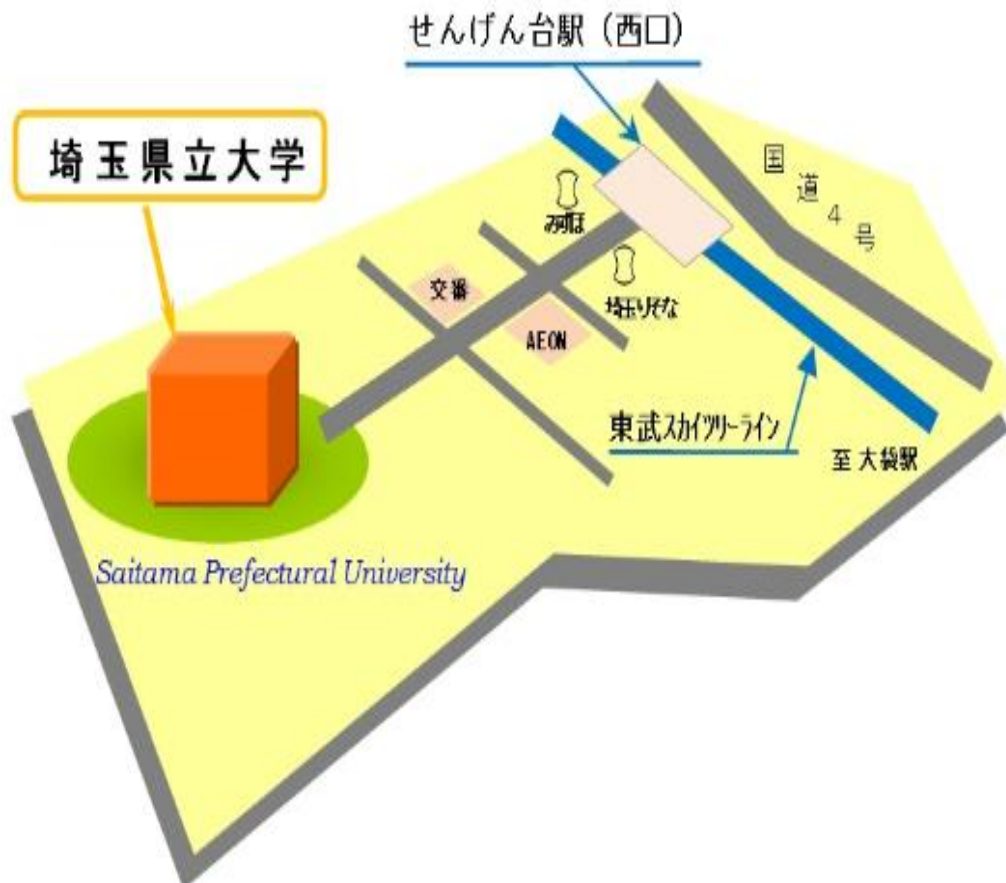 せんげん台駅（西口）
埼玉県立大学
国道4号
みずほ
交番
埼玉りそな
AEON
東武スカイツリーライン
至 大袋駅
Saitama Prefectural University